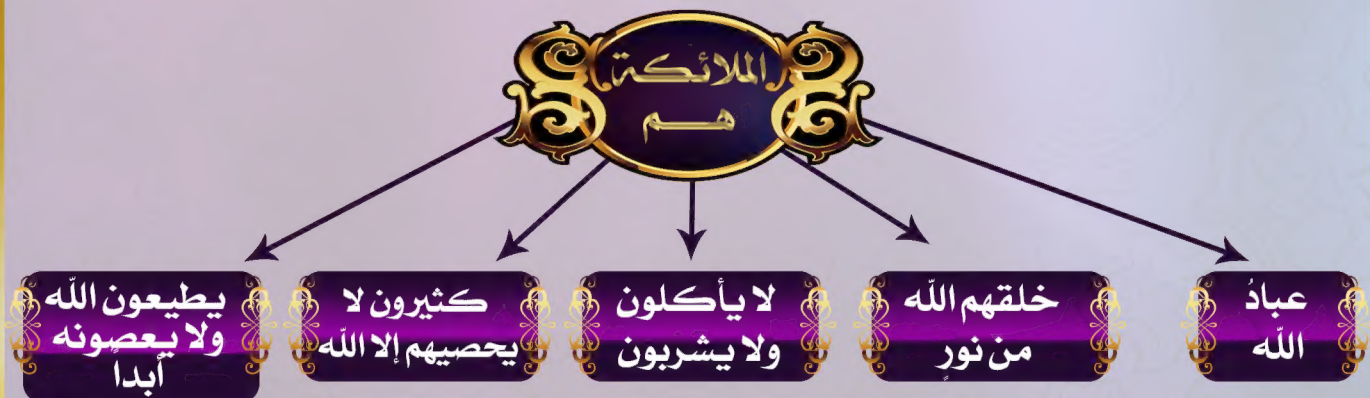 الملائكة
هم
عبادُ
الله
خلقهم الله
من نورٍ
لا يأكلون
ولا يشربون
كثيرون لا
يحصيهم إلا الله
يطيعون الله
ولا يعصونه
أبداً